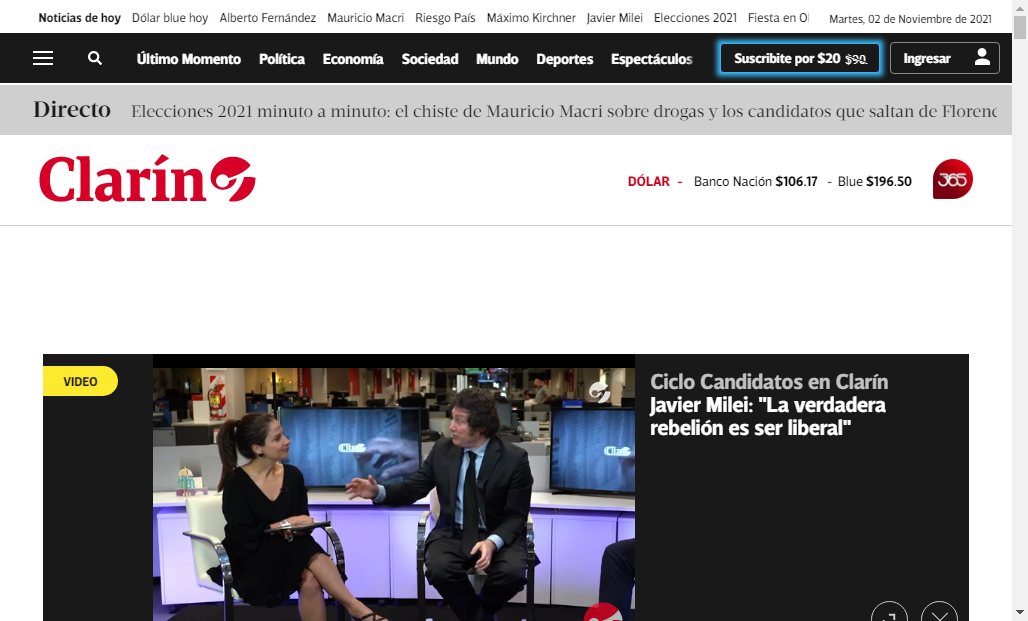 Noticias de hoy Dólar blue hoy Alberto Fernández Mauricio Macri Riesgo País Máximo Kirchner Javier Milei Elecciones 2021 Fiesta en Martes, 02 de Noviembre de 2021
Último Momento Política Economía Sociedad Mundo Deportes Espectáculos Suscribite por $20 $90 Ingresar
Directo Elecciones 2021 minuto a minuto: el chiste de Mauricio Macri sobre drogas y los candidatos que saltan de
Clarín DÓLAR - Banco Nación $106.17 - Blue $196.50 365
VIDEO
Ciclo Candidatos en Clarín
Javier Milei: "La verdadera
rebelión es ser liberal"
Clarín